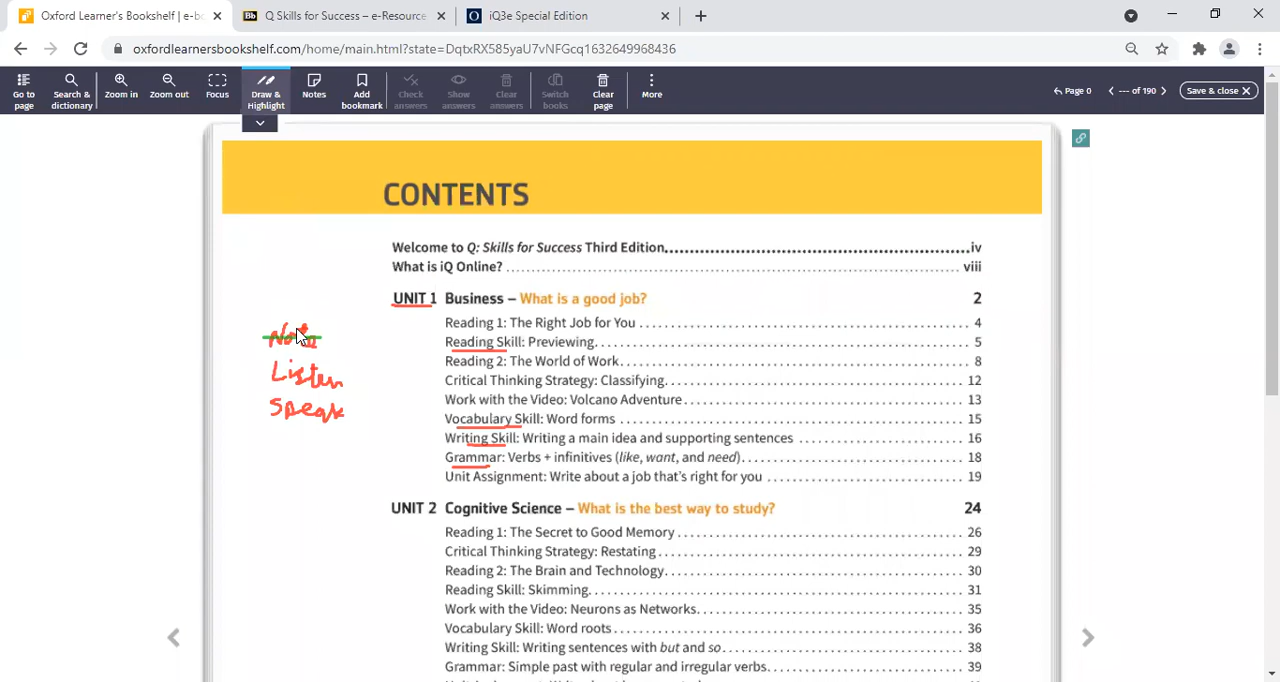 Oxford Learner's Bookshelf | e-bo
Q Skills for Success – e-Resource
iQ3e Special Edition
oxfordlearnersbookshelf.com/home/main.html?state=DqtxRX585yaU7vNFGcq1632649968436
Go to page
Search & dictionary
Zoom in
Zoom out
Focus
Draw & Highlight
Notes
Add bookmark
Check answers
Show answers
Clear answers
Switch books
Clear page
More
Page 0
--- of 190
Save & close
CONTENTS
Welcome to Q: Skills for Success Third Edition iv
What is iQ Online? viii
UNIT 1 Business – What is a good job? 2
Reading 1: The Right Job for You 4
Reading Skill: Previewing 5
Reading 2: The World of Work 8
Critical Thinking Strategy: Classifying 12
Work with the Video: Volcano Adventure 13
Vocabulary Skill: Word forms 15
Writing Skill: Writing a main idea and supporting sentences 16
Grammar: Verbs + infinitives (like, want, and need) 18
Unit Assignment: Write about a job that's right for you 19
Listen
Speak
UNIT 2 Cognitive Science – What is the best way to study? 24
Reading 1: The Secret to Good Memory 26
Critical Thinking Strategy: Restating 29
Reading 2: The Brain and Technology 30
Reading Skill: Skimming 31
Work with the Video: Neurons as Networks 35
Vocabulary Skill: Word roots 36
Writing Skill: Writing sentences with but and so 38
Grammar: Simple past with regular and irregular verbs 39